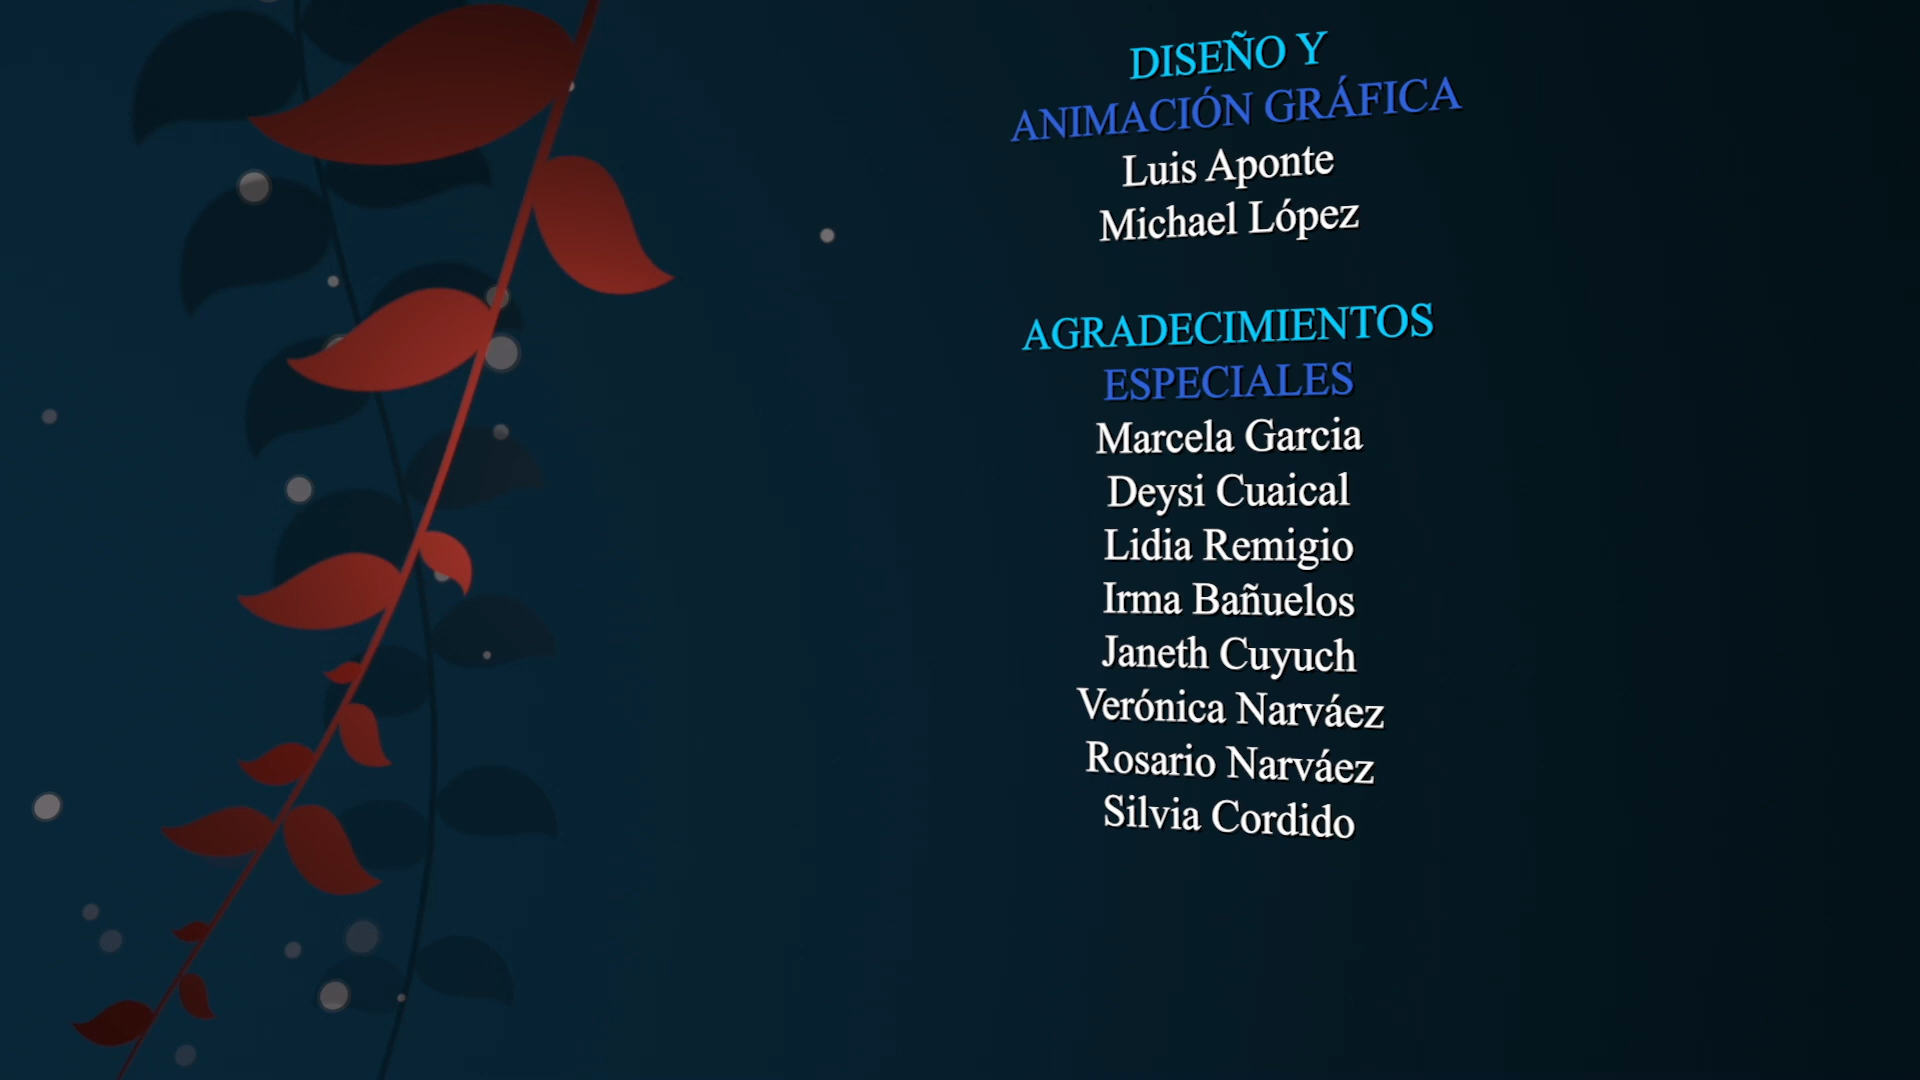 DISEÑO Y
ANIMACIÓN GRÁFICA
Luis Aponte
Michael López
AGRADECIMIENTOS
ESPECIALES
Marcela Garcia
Deysi Cuaical
Lidia Remigio
Irma Bañuelos
Janeth Cuyuch
Verónica Narváez
Rosario Narváez
Silvia Cordido